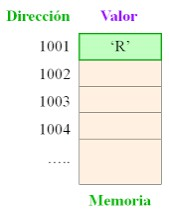 Dirección Valor
1001 ‘R’
1002
1003
1004
.....
Memoria